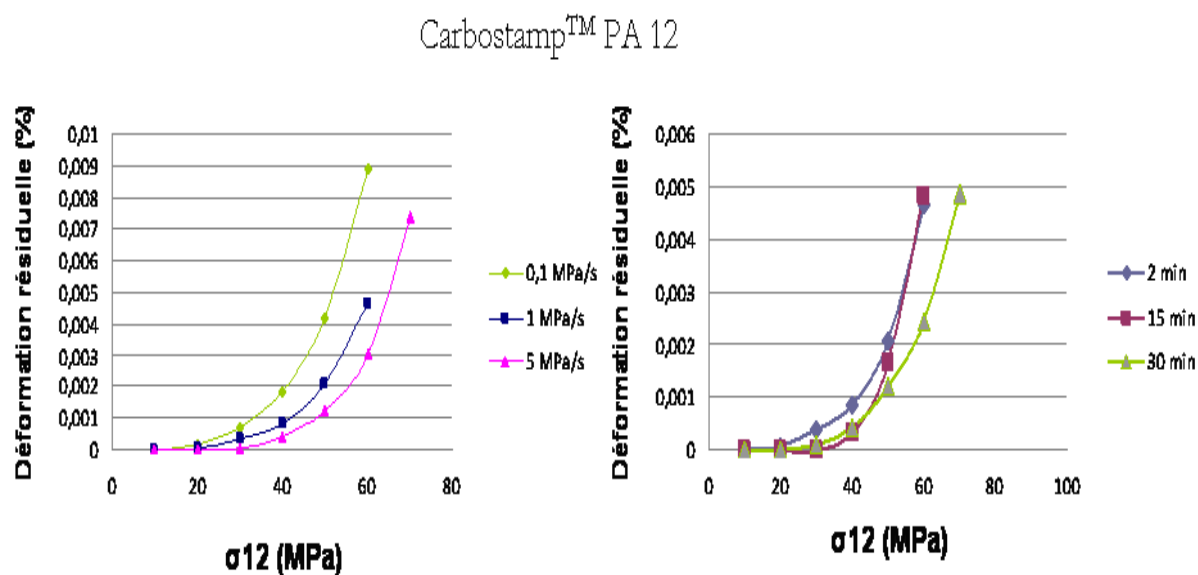 Carbostamp™ PA 12
Déformation résiduelle (%)
0,01
0,009
0,008
0,007
0,006
0,005
0,004
0,003
0,002
0,001
0
0 20 40 60 80
σ12 (MPa)
0,1 MPa/s
1 MPa/s
5 MPa/s
Déformation résiduelle (%)
0,006
0,005
0,004
0,003
0,002
0,001
0
0 20 40 60 80 100
σ12 (MPa)
2 min
15 min
30 min